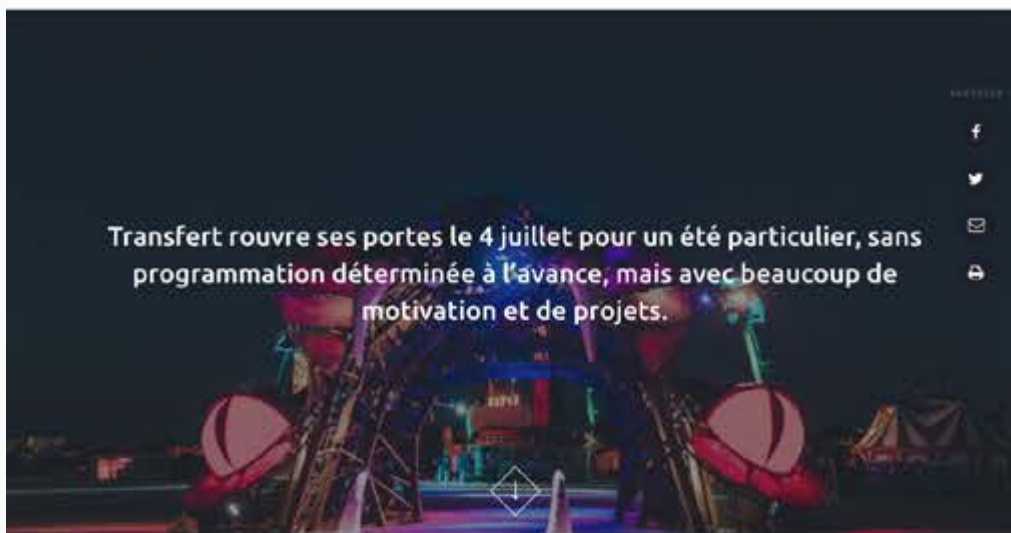 Transfert rouvre ses portes le 4 juillet pour un été particulier, sans
programmation déterminée à l'avance, mais avec beaucoup de
motivation et de projets.